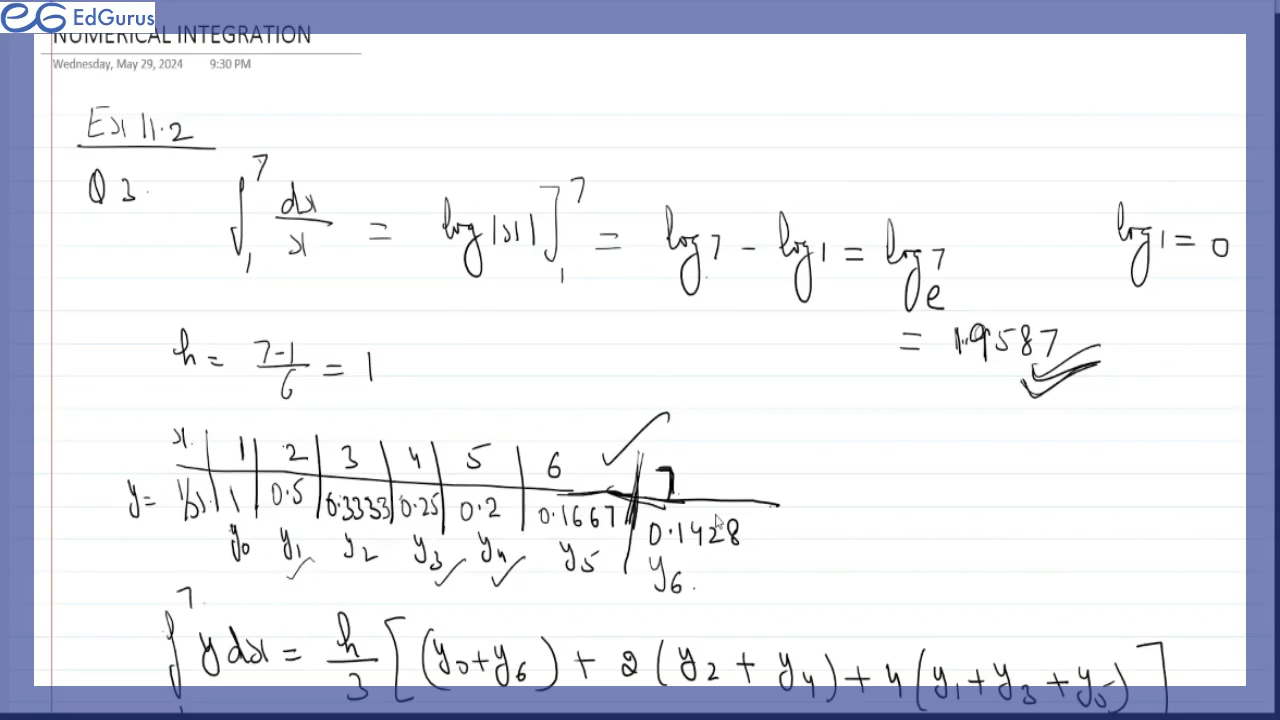 EdGurus
NUMERICAL INTEGRATION
Wednesday, May 29, 2024 9:30 PM
Ex 11.2
Q 3. ∫₁⁷ dx/x = log|x|]₁⁷ = log 7 - log 1 = logₑ 7 log 1 = 0
= 1.9587
h = 7-1/6 = 1
x 1 2 3 4 5 6 7
y = 1/x 1 0.5 0.3333 0.25 0.2 0.1667 0.1428
y₀ y₁ y₂ y₃ y₄ y₅ y₆
∫₁⁷ y dx = h/3 [(y₀+y₆) + 2(y₂ + y₄) + 4(y₁+y₃+y₅)]